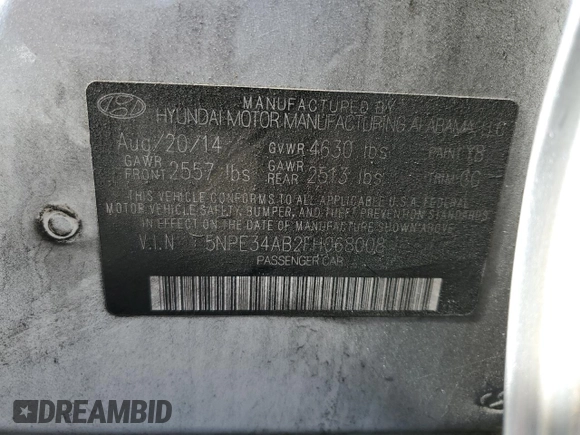 MANUFACTURED BY
HYUNDAI MOTOR MANUFACTURING ALABAMA, LLC
Aug/20/14 GVWR 4630 lbs PAINT YB
GAWR FRONT 2557 lbs GAWR REAR 2513 lbs TRIM
THIS VEHICLE CONFORMS TO ALL APPLICABLE U.S.A. FEDERAL
MOTOR VEHICLE SAFETY, BUMPER, AND THEFT PREVENTION STANDARDS
IN EFFECT ON THE DATE OF MANUFACTURE SHOWN ABOVE.
V.I.N : 5NPE34AB2FH068008
PASSENGER CAR
DREAMBID